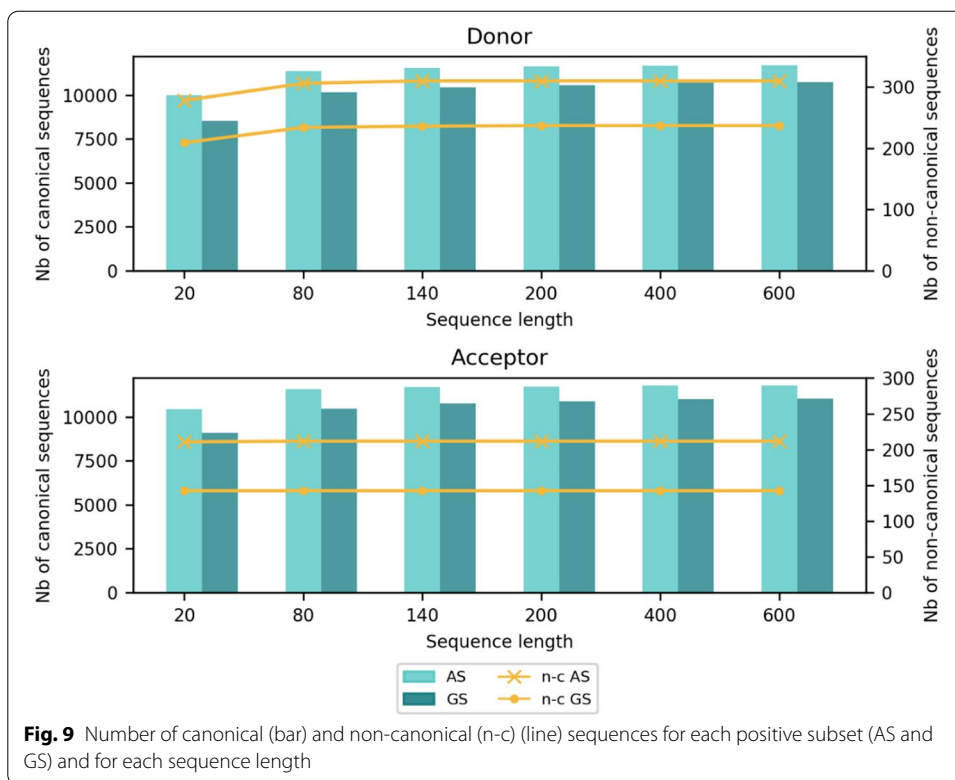 Donor
Nb of canonical sequences
10000
7500
5000
2500
0
300
200
100
0
Nb of non-canonical sequences
20 80 140 200 400 600
Sequence length
Acceptor
Nb of canonical sequences
10000
7500
5000
2500
0
300
250
200
150
100
50
0
Nb of non-canonical sequences
20 80 140 200 400 600
Sequence length
AS n-c AS
GS n-c GS
Fig. 9 Number of canonical (bar) and non-canonical (n-c) (line) sequences for each positive subset (AS and
GS) and for each sequence length